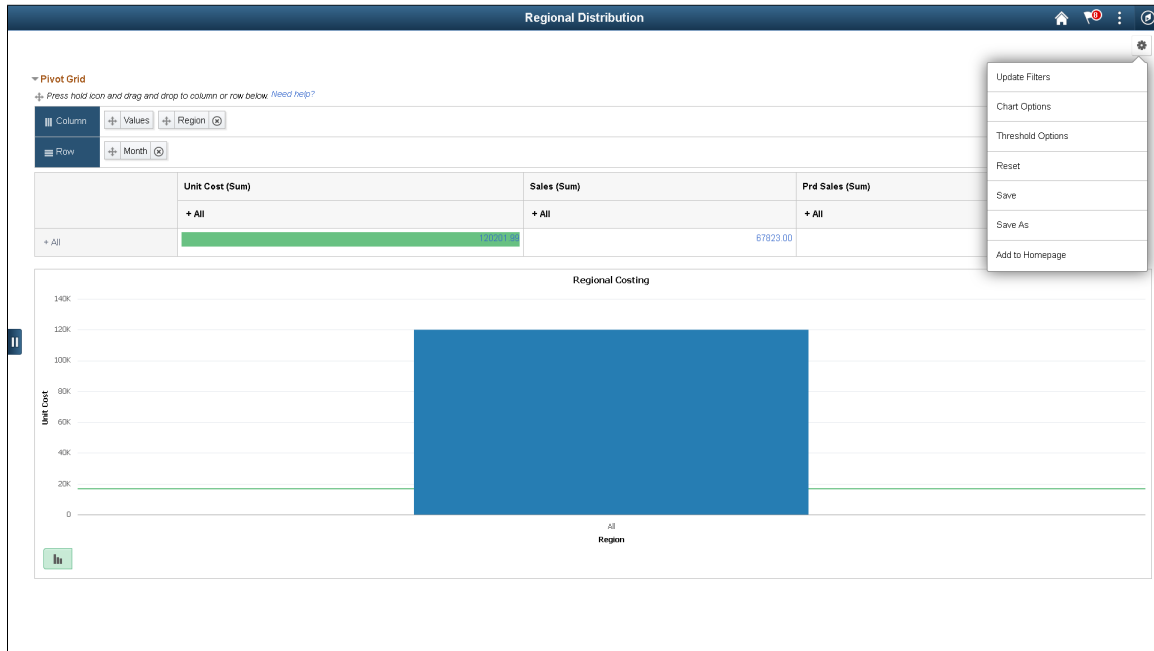 Regional Distribution
8
Pivot Grid
Press hold icon and drag and drop to column or row below. Need help?
Column Values Region
Row Month
Unit Cost (Sum) Sales (Sum) Prd Sales (Sum)
+ All + All + All
+ All 120201.89 67823.00
Update Filters
Chart Options
Threshold Options
Reset
Save
Save As
Add to Homepage
Regional Costing
140K
120K
100K
80K
60K
40K
20K
0
Unit Cost
All
Region